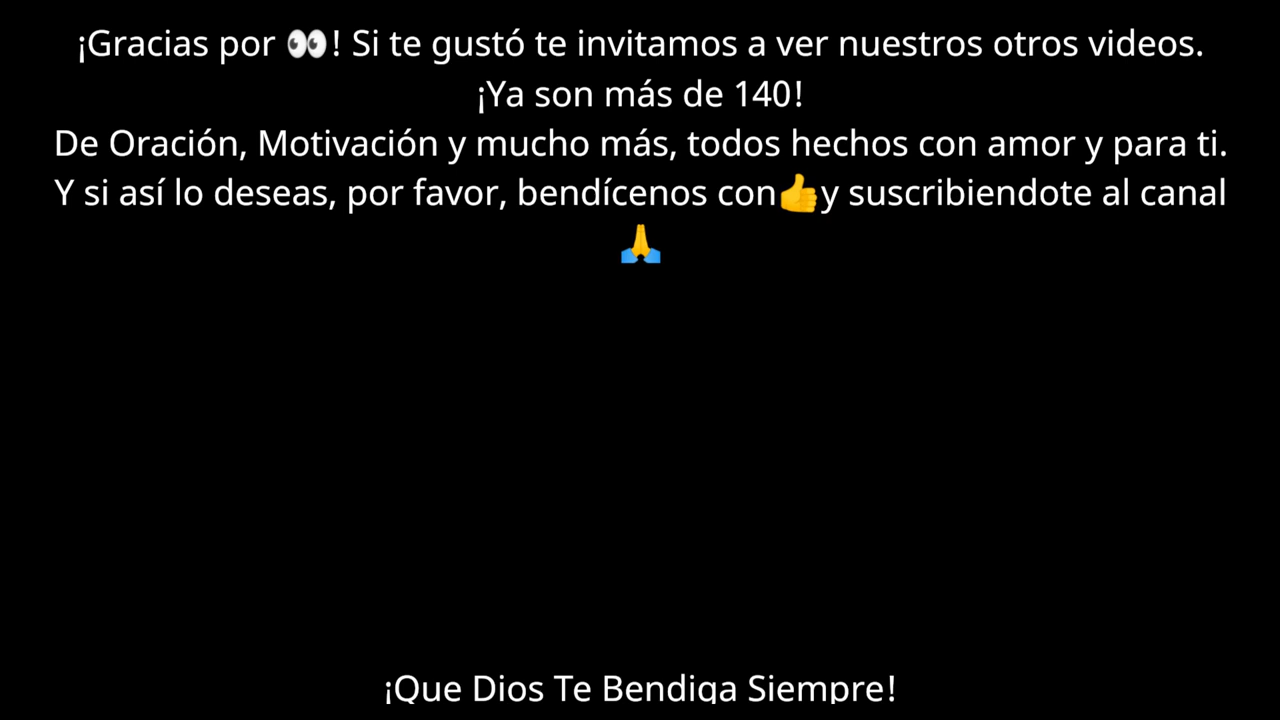 ¡Gracias por 👀! Si te gustó te invitamos a ver nuestros otros videos.
¡Ya son más de 140!
De Oración, Motivación y mucho más, todos hechos con amor y para ti.
Y si así lo deseas, por favor, bendícenos con👍y suscribiendote al canal
🙏
¡Que Dios Te Bendiga Siempre!